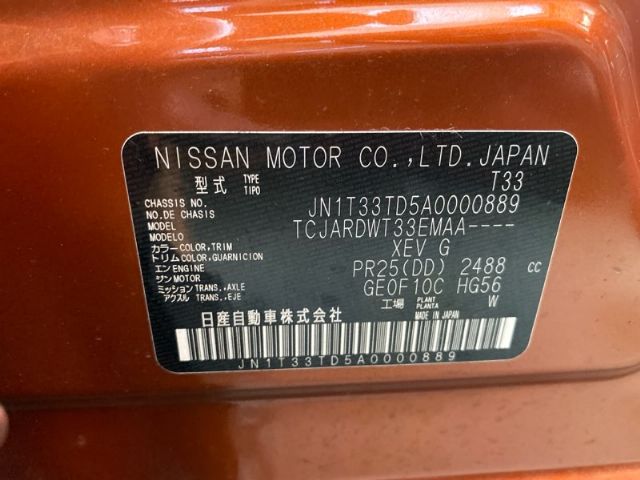 NISSAN MOTOR CO.,LTD.JAPAN
型式 TYPE TIPO T33
CHASSIS NO. NO.DE CHASIS JN1T33TD5A0000889
MODEL MODELO TCJARDWT33EMAA----
カラー COLOR,TRIM トリム COLOR,GUARNICION XEV G
エンEN ENGINE ジン MOTOR PR25(DD) 2488 cc
ミッション TRANS.,AXLE アクスル TRANS.,EJE GE0F10C HG56
工場 PLANT PLANTA W
日産自動車株式会社
JN1T33TD5A0000889